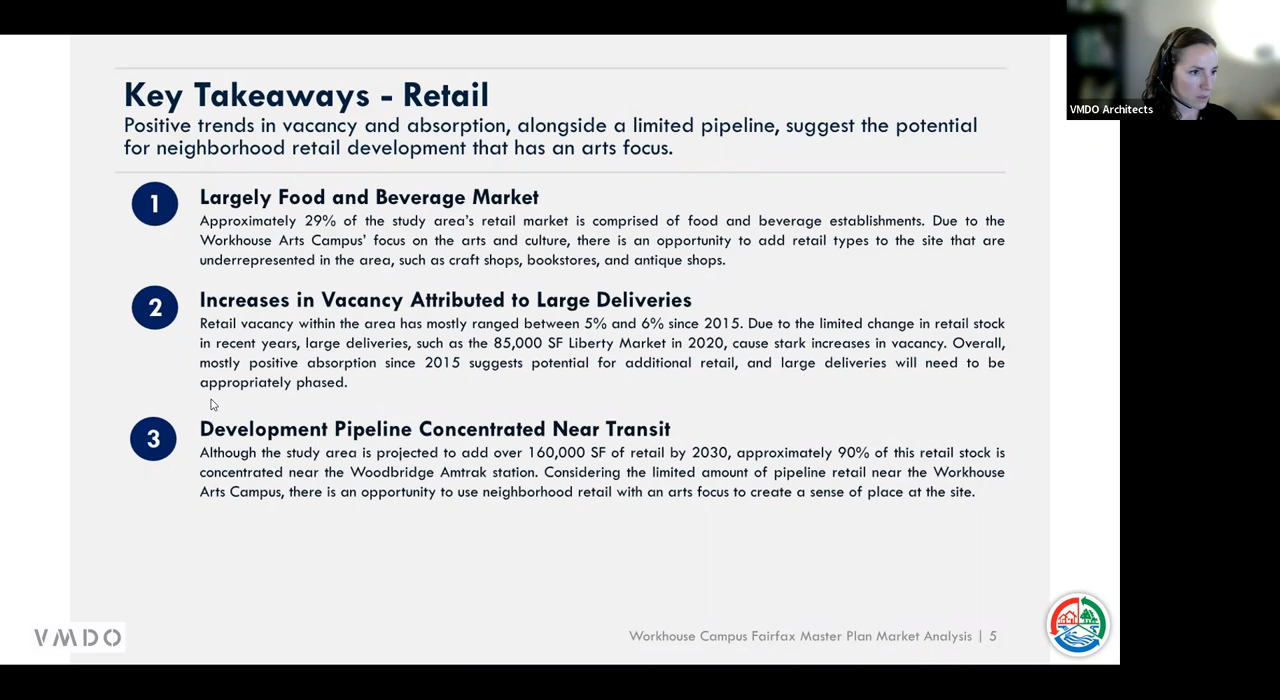 Key Takeaways - Retail
Positive trends in vacancy and absorption, alongside a limited pipeline, suggest the potential
for neighborhood retail development that has an arts focus.
1
Largely Food and Beverage Market
Approximately 29% of the study area's retail market is comprised of food and beverage establishments. Due to the
Workhouse Arts Campus' focus on the arts and culture, there is an opportunity to add retail types to the site that are
underrepresented in the area, such as craft shops, bookstores, and antique shops.
2
Increases in Vacancy Attributed to Large Deliveries
Retail vacancy within the area has mostly ranged between 5% and 6% since 2015. Due to the limited change in retail stock
in recent years, large deliveries, such as the 85,000 SF Liberty Market in 2020, cause stark increases in vacancy. Overall,
mostly positive absorption since 2015 suggests potential for additional retail, and large deliveries will need to be
appropriately phased.
3
Development Pipeline Concentrated Near Transit
Although the study area is projected to add over 160,000 SF of retail by 2030, approximately 90% of this retail stock is
concentrated near the Woodbridge Amtrak station. Considering the limited amount of pipeline retail near the Workhouse
Arts Campus, there is an opportunity to use neighborhood retail with an arts focus to create a sense of place at the site.
VMDO
Workhouse Campus Fairfax Master Plan Market Analysis | 5
VMDO Architects